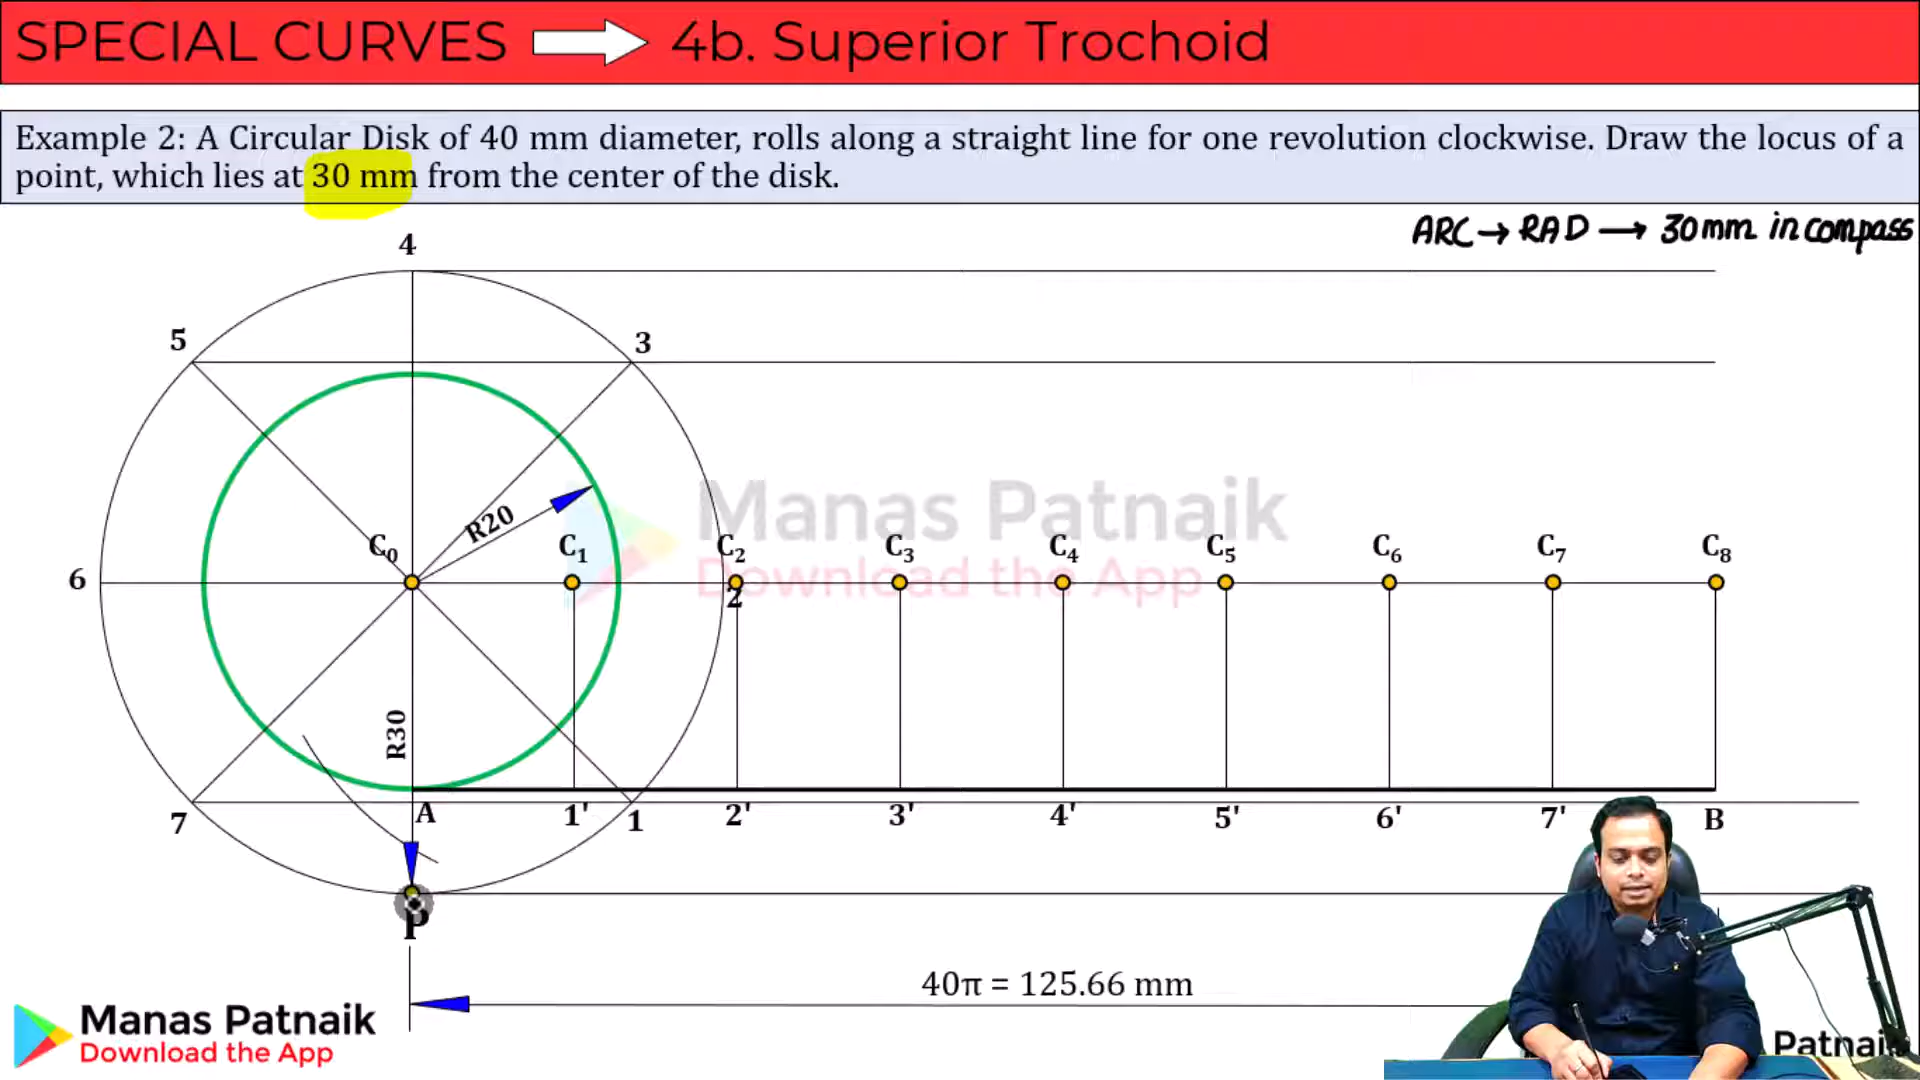 SPECIAL CURVES 4b. Superior Trochoid
Example 2: A Circular Disk of 40 mm diameter, rolls along a straight line for one revolution clockwise. Draw the locus of a
point, which lies at 30 mm from the center of the disk.
ARC → RAD → 30mm in compass
4
5 3
R20
Manas Patnaik
Download the App
C₀ C₁ C₂ C₃ C₄ C₅ C₆ C₇ C₈
6 2
R30
A 1' 1 2' 3' 4' 5' 6' 7' B
7
P
40π = 125.66 mm
Manas Patnaik
Download the App